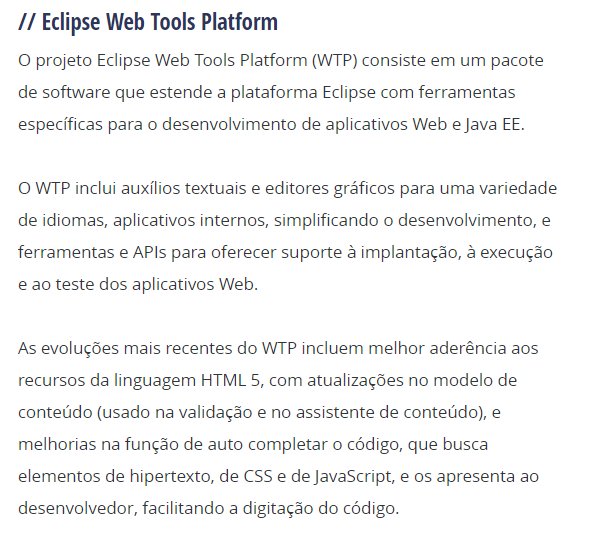 // Eclipse Web Tools Platform
O projeto Eclipse Web Tools Platform (WTP) consiste em um pacote
de software que estende a plataforma Eclipse com ferramentas
específicas para o desenvolvimento de aplicativos Web e Java EE.
O WTP inclui auxílios textuais e editores gráficos para uma variedade
de idiomas, aplicativos internos, simplificando o desenvolvimento, e
ferramentas e APIs para oferecer suporte à implantação, à execução
e ao teste dos aplicativos Web.
As evoluções mais recentes do WTP incluem melhor aderência aos
recursos da linguagem HTML 5, com atualizações no modelo de
conteúdo (usado na validação e no assistente de conteúdo), e
melhorias na função de auto completar o código, que busca
elementos de hipertexto, de CSS e de JavaScript, e os apresenta ao
desenvolvedor, facilitando a digitação do código.